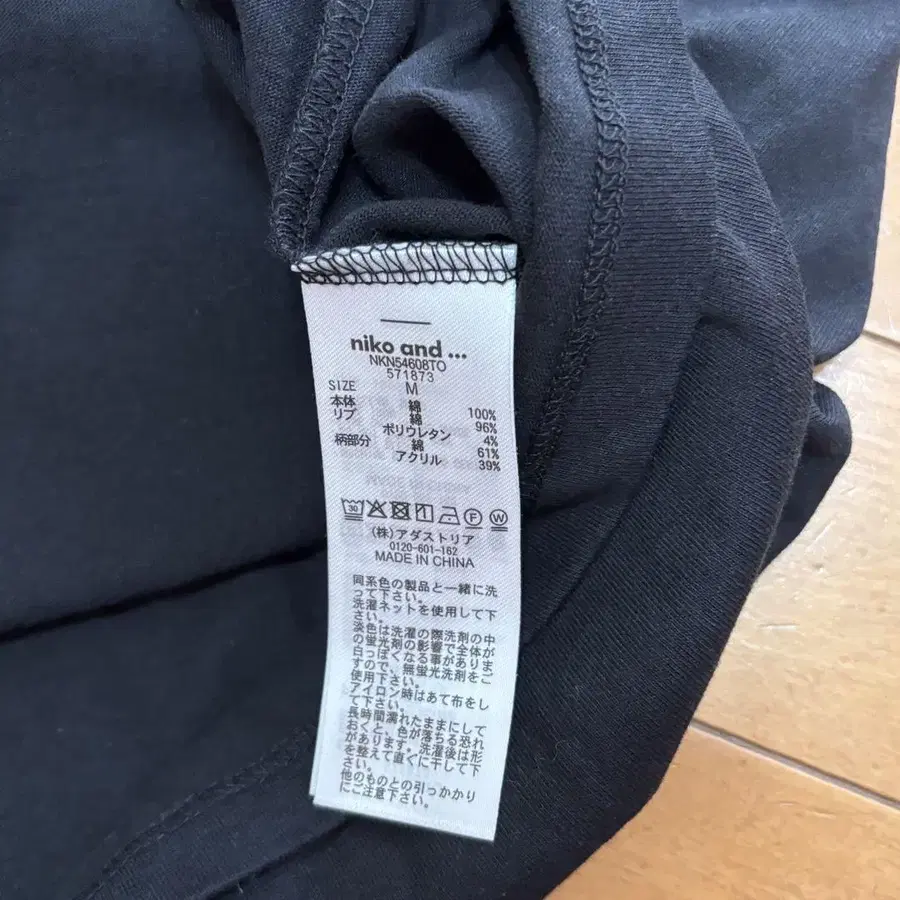 niko and ...
NKN54608TO
571873
SIZE M
本体 綿 100%
リブ 綿 96%
ポリウレタン 4%
柄部分 綿 61%
アクリル 39%
30 F W
(株)アダストリア
0120-601-162
MADE IN CHINA
同系色の製品と一緒に洗
って下さい。
洗濯ネットを使用して下
さい。
淡色は洗濯の際洗剤の中
の蛍光剤の影響で全体が
白っぽくなる事がありま
すので、無蛍光洗剤をご
使用下さい。
アイロン時はあて布をし
て下さい。
長時間濡れたままにして
おくと、色が落ちる恐れ
があります。洗濯後は形
を整えて直ぐに干して下
さい。
他のものとの引っかかり
にご注意下さい。